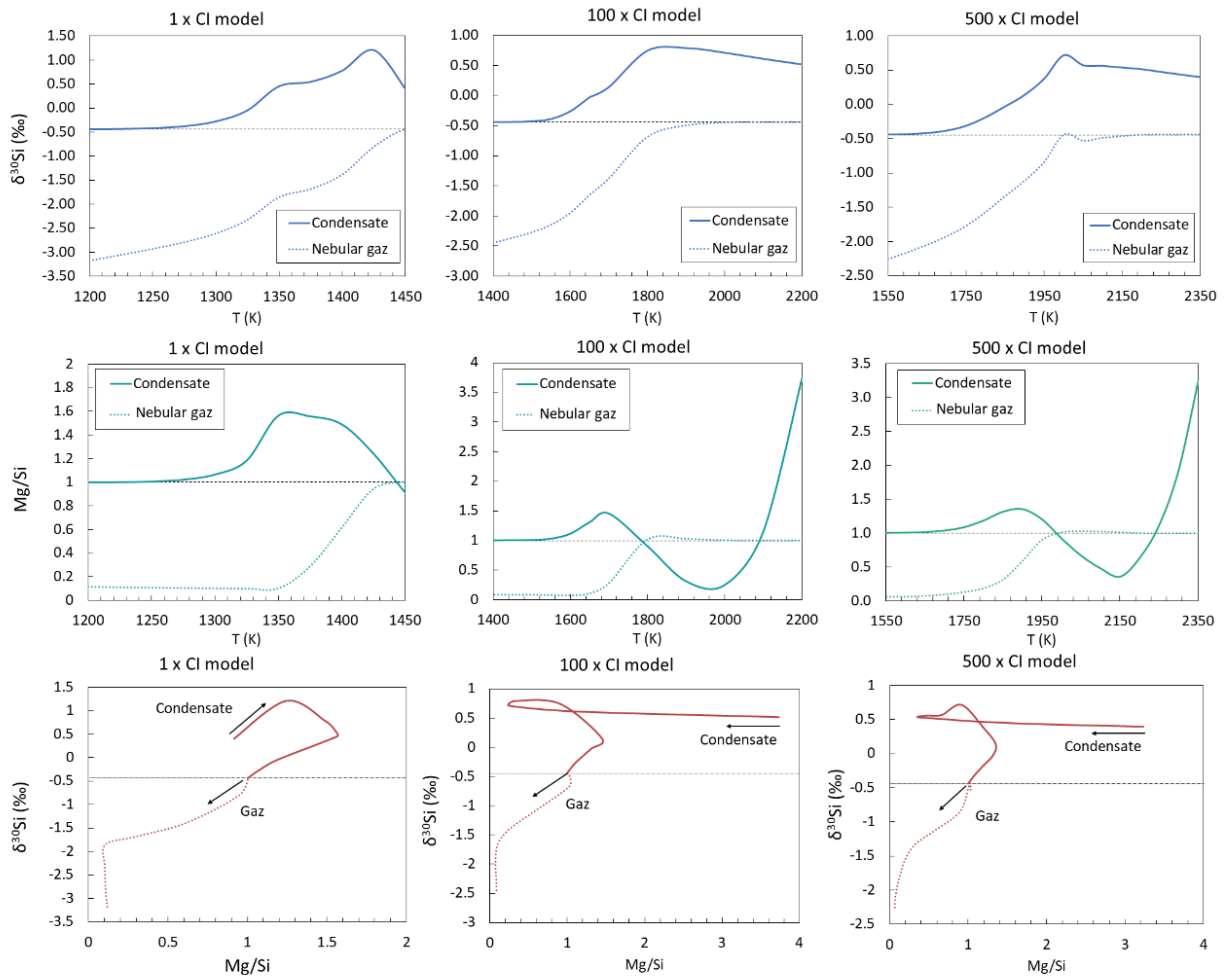 1 x CI model
100 x CI model
500 x CI model
δ³⁰Si (‰)
1.50
1.00
0.50
0.00
-0.50
-1.00
-1.50
-2.00
-2.50
-3.00
-3.50
Condensate
Nebular gaz
1200 1250 1300 1350 1400 1450
T (K)
1.00
0.50
0.00
-0.50
-1.00
-1.50
-2.00
-2.50
-3.00
Condensate
Nebular gaz
1400 1600 1800 2000 2200
T (K)
1.00
0.50
0.00
-0.50
-1.00
-1.50
-2.00
-2.50
Condensate
Nebular gaz
1550 1750 1950 2150 2350
T (K)
1 x CI model
100 x CI model
500 x CI model
Mg/Si
2
1.8
1.6
1.4
1.2
1
0.8
0.6
0.4
0.2
0
Condensate
Nebular gaz
1200 1250 1300 1350 1400 1450
T (K)
4
3.5
3
2.5
2
1.5
1
0.5
0
Condensate
Nebular gaz
1400 1600 1800 2000 2200
T (K)
3.5
3.0
2.5
2.0
1.5
1.0
0.5
0.0
Condensate
Nebular gaz
1550 1750 1950 2150 2350
T (K)
1 x CI model
100 x CI model
500 x CI model
δ³⁰Si (‰)
1.5
1
0.5
0
-0.5
-1
-1.5
-2
-2.5
-3
-3.5
Condensate
Gaz
0 0.5 1 1.5 2
Mg/Si
δ³⁰Si (‰)
1
0.5
0
-0.5
-1
-1.5
-2
-2.5
-3
Condensate
Gaz
0 1 2 3 4
Mg/Si
δ³⁰Si (‰)
1
0.5
0
-0.5
-1
-1.5
-2
-2.5
Condensate
Gaz
0 1 2 3 4
Mg/Si